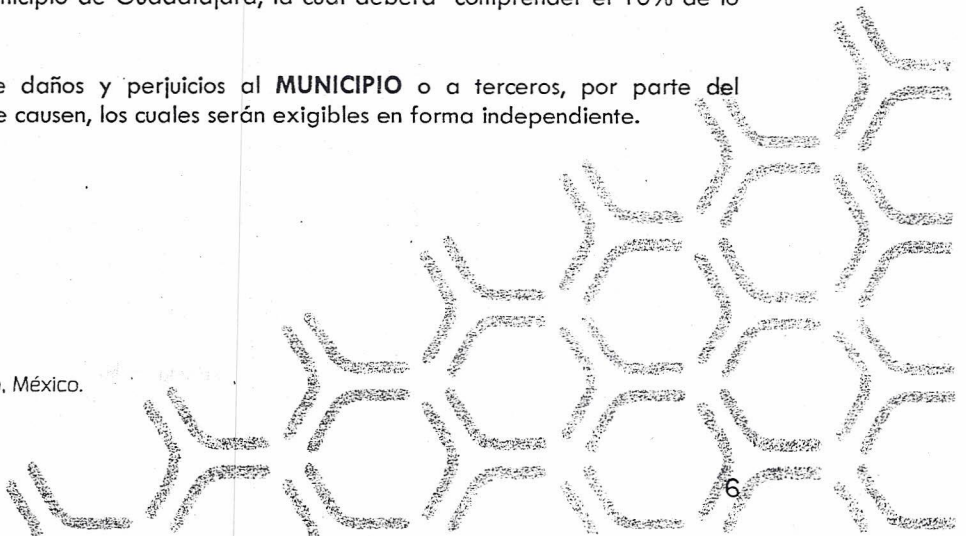 nicipio de Guadalajara, la cual deberá comprender el 10% de lo
e daños y perjuicios al MUNICIPIO o a terceros, por parte del
e causen, los cuales serán exigibles en forma independiente.
, México.
6